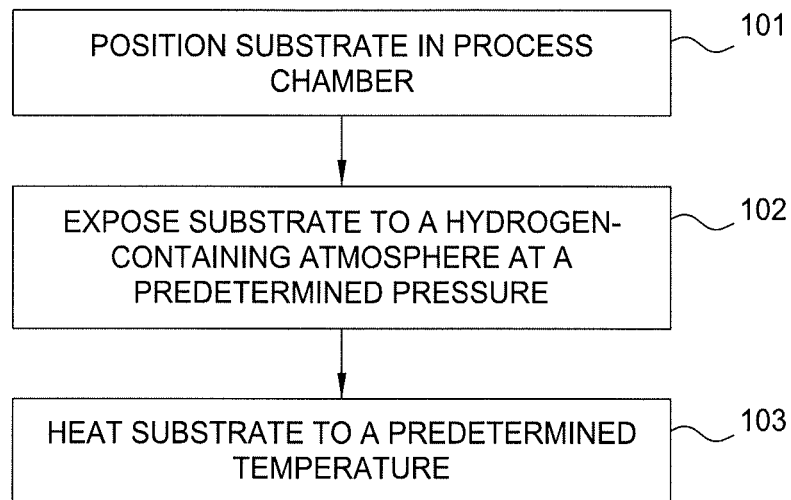 POSITION SUBSTRATE IN PROCESS
CHAMBER
101
EXPOSE SUBSTRATE TO A HYDROGEN-
CONTAINING ATMOSPHERE AT A
PREDETERMINED PRESSURE
102
HEAT SUBSTRATE TO A PREDETERMINED
TEMPERATURE
103